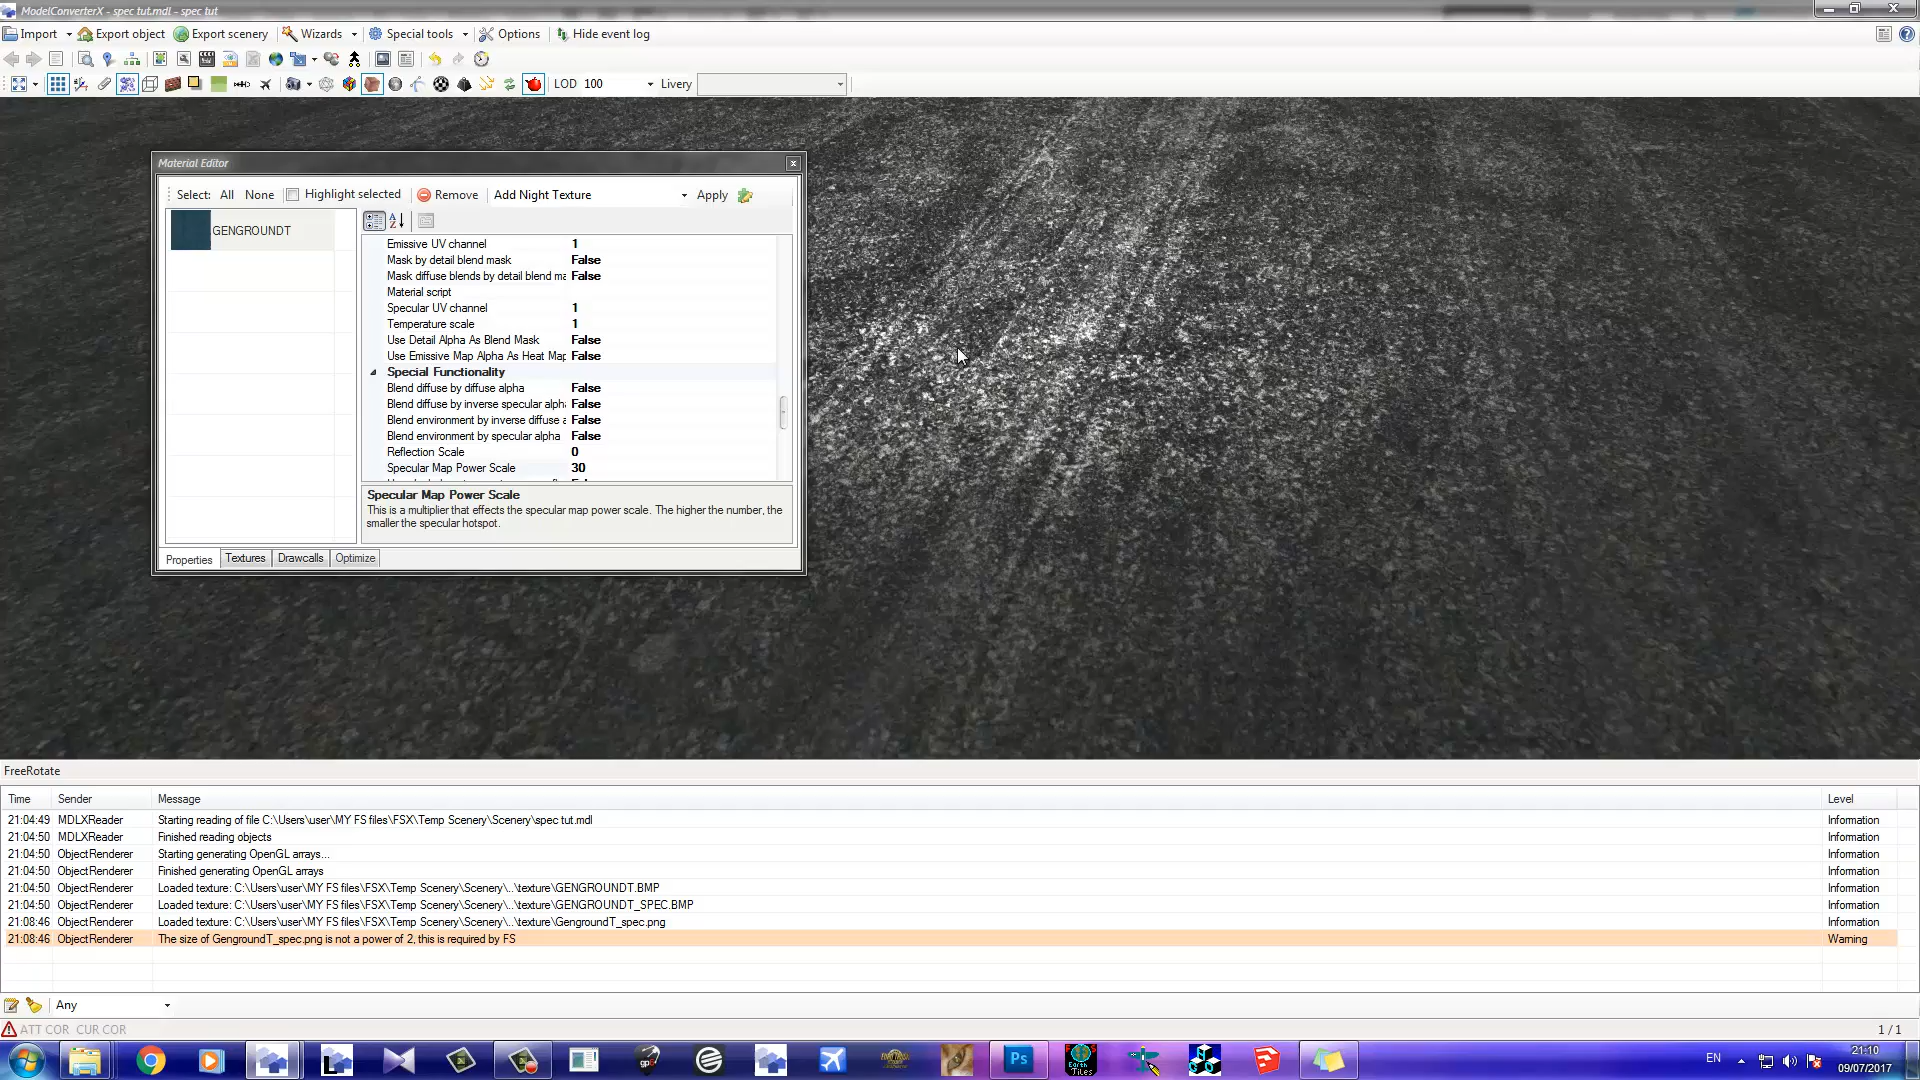 ModelConverterX - spec tut.mdl - spec tut
Import Export object Export scenery Wizards Special tools Options Hide event log
LOD 100 Livery
Material Editor
Select: All None Highlight selected Remove Add Night Texture Apply
GENGROUNDT
Emissive UV channel 1
Mask by detail blend mask False
Mask diffuse blends by detail blend ma False
Material script
Specular UV channel 1
Temperature scale 1
Use Detail Alpha As Blend Mask False
Use Emissive Map Alpha As Heat Map False
Special Functionality
Blend diffuse by diffuse alpha False
Blend diffuse by inverse specular alpha False
Blend environment by inverse diffuse a False
Blend environment by specular alpha False
Reflection Scale 0
Specular Map Power Scale 30
Specular Map Power Scale
This is a multiplier that effects the specular map power scale. The higher the number, the
smaller the specular hotspot.
Properties Textures Drawcalls Optimize
FreeRotate
Time Sender Message Level
21:04:49 MDLXReader Starting reading of file C:\Users\user\MY FS files\FSX\Temp Scenery\Scenery\spec tut.mdl Information
21:04:50 MDLXReader Finished reading objects Information
21:04:50 ObjectRenderer Starting generating OpenGL arrays... Information
21:04:50 ObjectRenderer Finished generating OpenGL arrays Information
21:04:50 ObjectRenderer Loaded texture: C:\Users\user\MY FS files\FSX\Temp Scenery\Scenery\..\texture\GENGROUNDT.BMP Information
21:04:50 ObjectRenderer Loaded texture: C:\Users\user\MY FS files\FSX\Temp Scenery\Scenery\..\texture\GENGROUNDT_SPEC.BMP Information
21:08:46 ObjectRenderer Loaded texture: C:\Users\user\MY FS files\FSX\Temp Scenery\Scenery\..\texture\GengroundT_spec.png Information
21:08:46 ObjectRenderer The size of GengroundT_spec.png is not a power of 2, this is required by FS Warning
Any
ATT COR CUR COR 1 / 1
Ps EN 21:10
09/07/2017